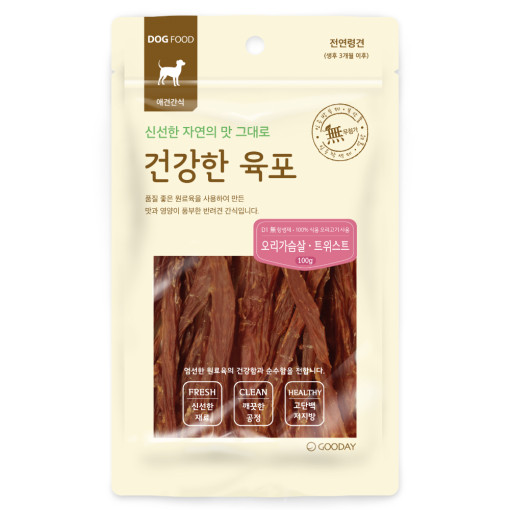 DOG FOOD
애견간식
전연령견
(생후 3개월 이후)
신선한 자연의 맛 그대로
건강한 육포
품질 좋은 원료육을 사용하여 만든
맛과 영양이 풍부한 반려견 간식입니다.
無
무첨가
오리가슴살·트위스트
100g
엄선한 원료육의 건강함과 순수함을 전합니다.
FRESH
신선한
재료
CLEAN
깨끗한
공정
HEALTHY
고단백
저지방
GOODAY